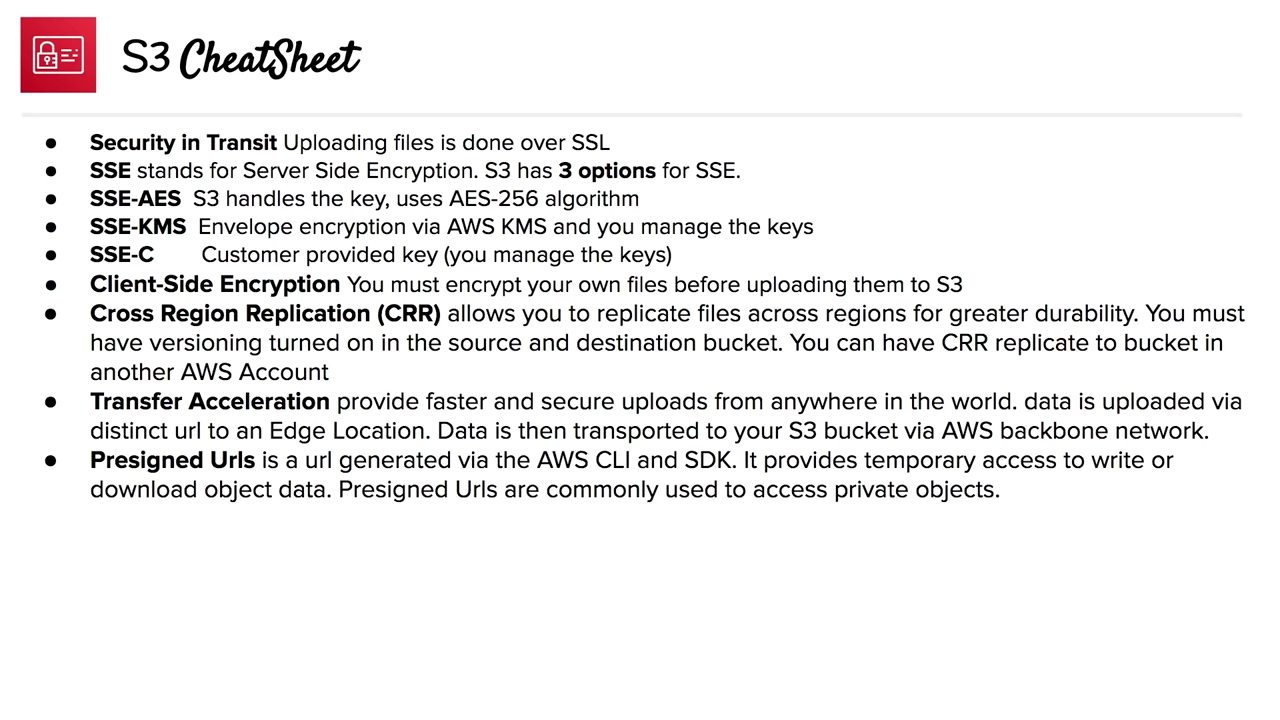 S3 CheatSheet
● Security in Transit Uploading files is done over SSL
● SSE stands for Server Side Encryption. S3 has 3 options for SSE.
● SSE-AES S3 handles the key, uses AES-256 algorithm
● SSE-KMS Envelope encryption via AWS KMS and you manage the keys
● SSE-C Customer provided key (you manage the keys)
● Client-Side Encryption You must encrypt your own files before uploading them to S3
● Cross Region Replication (CRR) allows you to replicate files across regions for greater durability. You must
have versioning turned on in the source and destination bucket. You can have CRR replicate to bucket in
another AWS Account
● Transfer Acceleration provide faster and secure uploads from anywhere in the world. data is uploaded via
distinct url to an Edge Location. Data is then transported to your S3 bucket via AWS backbone network.
● Presigned Urls is a url generated via the AWS CLI and SDK. It provides temporary access to write or
download object data. Presigned Urls are commonly used to access private objects.